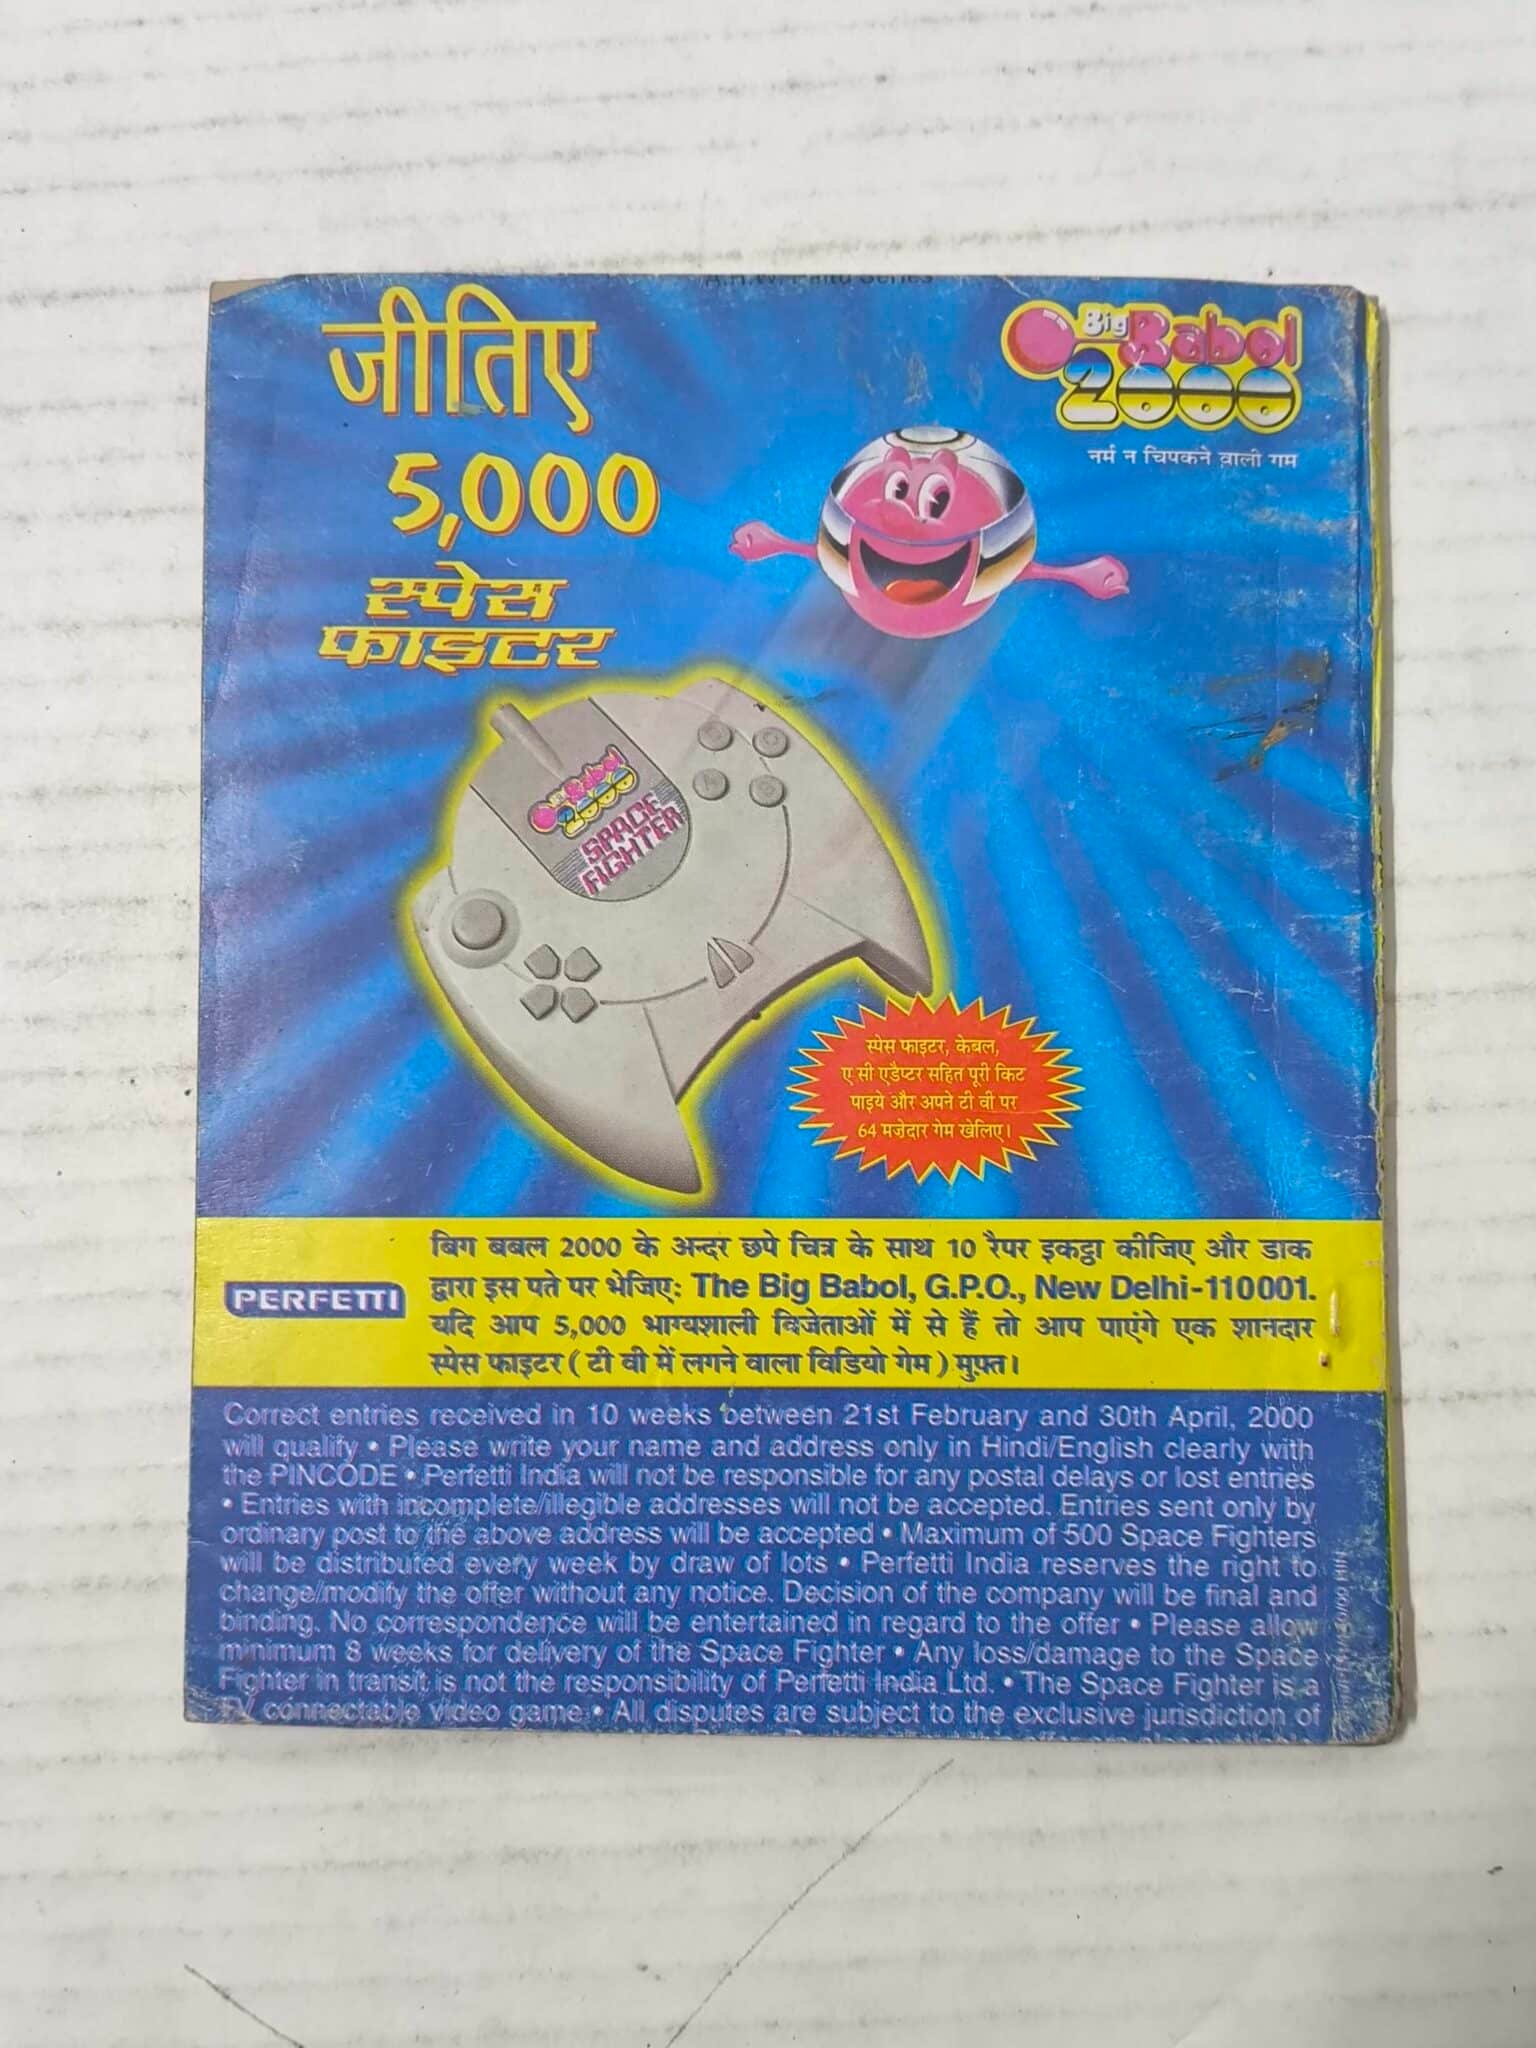 जीतिए
5,000
स्पेस
फाइटर
Big Babol
2000
नर्म न चिपकने वाली गम
Big Babol
2000
SPACE
FIGHTER
स्पेस फाइटर, केबल,
ए सी एडैप्टर सहित पूरी किट
पाइये और अपने टी वी पर
64 मज़ेदार गेम खेलिए।
PERFETTI
बिग बबल 2000 के अन्दर छपे चित्र के साथ 10 रैपर इकट्ठा कीजिए और डाक
द्वारा इस पते पर भेजिए: The Big Babol, G.P.O., New Delhi-110001.
यदि आप 5,000 भाग्यशाली विजेताओं में से हैं तो आप पाएंगे एक शानदार
स्पेस फाइटर ( टी वी में लगने वाला विडियो गेम ) मुफ़्त।
Correct entries received in 10 weeks between 21st February and 30th April, 2000
will qualify • Please write your name and address only in Hindi/English clearly with
the PINCODE • Perfetti India will not be responsible for any postal delays or lost entries
• Entries with incomplete/illegible addresses will not be accepted. Entries sent only by
ordinary post to the above address will be accepted • Maximum of 500 Space Fighters
will be distributed every week by draw of lots • Perfetti India reserves the right to
change/modify the offer without any notice. Decision of the company will be final and
binding. No correspondence will be entertained in regard to the offer • Please allow
minimum 8 weeks for delivery of the Space Fighter • Any loss/damage to the Space
Fighter in transit is not the responsibility of Perfetti India Ltd. • The Space Fighter is a
TV connectable video game • All disputes are subject to the exclusive jurisdiction of